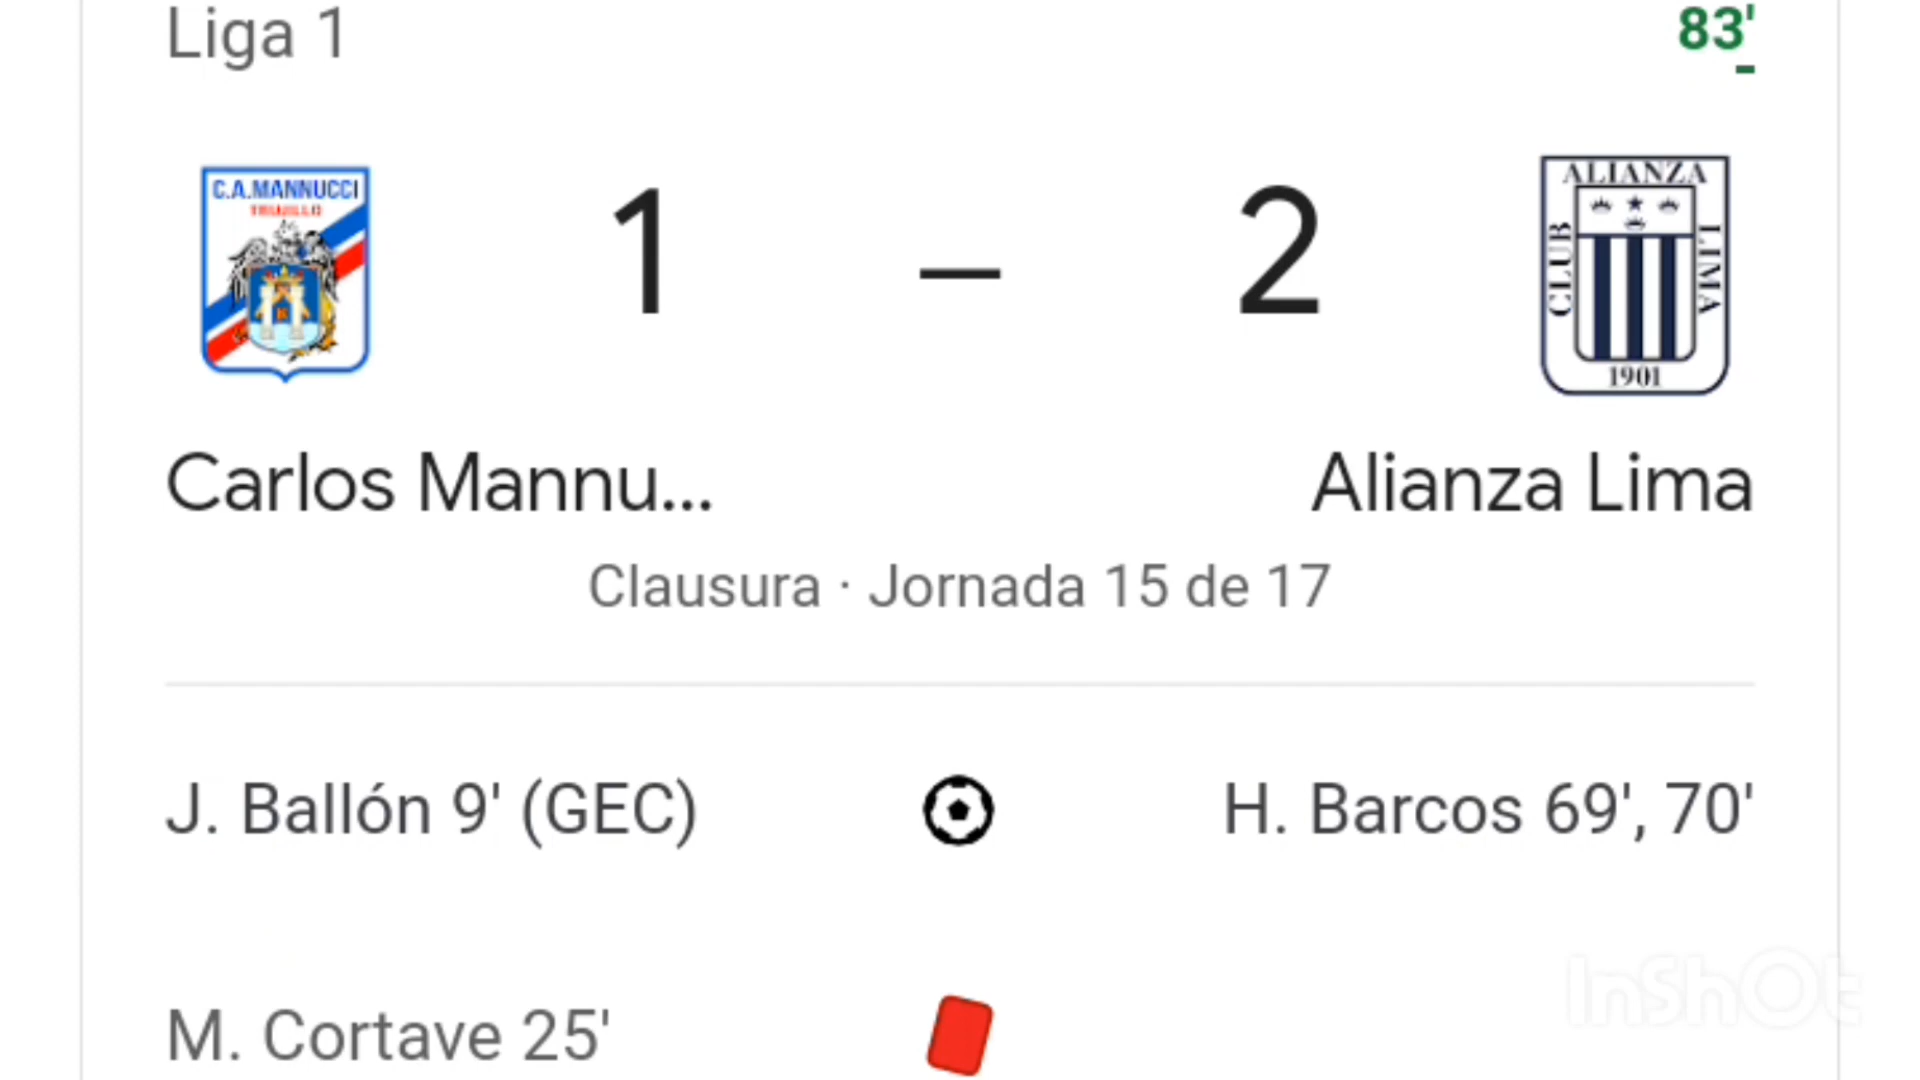 Liga 1
83'
C.A.MANNUCCI
TRUJILLO
1 – 2
ALIANZA
CLUB
LIMA
1901
Carlos Mannu...
Alianza Lima
Clausura · Jornada 15 de 17
J. Ballón 9' (GEC)
H. Barcos 69', 70'
M. Cortave 25'
InShOt